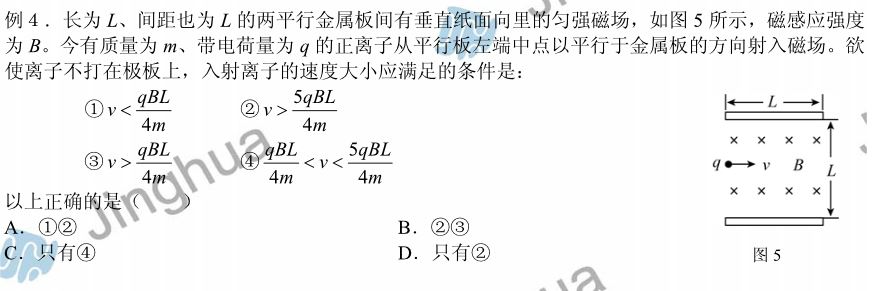 例 4 ．长为 L、间距也为 L 的两平行金属板间有垂直纸面向里的匀强磁场，如图 5 所示，磁感应强度
为 B。今有质量为 m、带电荷量为 q 的正离子从平行板左端中点以平行于金属板的方向射入磁场。欲
使离子不打在极板上，入射离子的速度大小应满足的条件是：
① v < qBL/4m ② v > 5qBL/4m
③ v > qBL/4m ④ qBL/4m < v < 5qBL/4m
以上正确的是（ ）
A．①② B．②③
C．只有④ D．只有②
L
× × × ×
q v B L
× × × ×
图 5
Jinghua